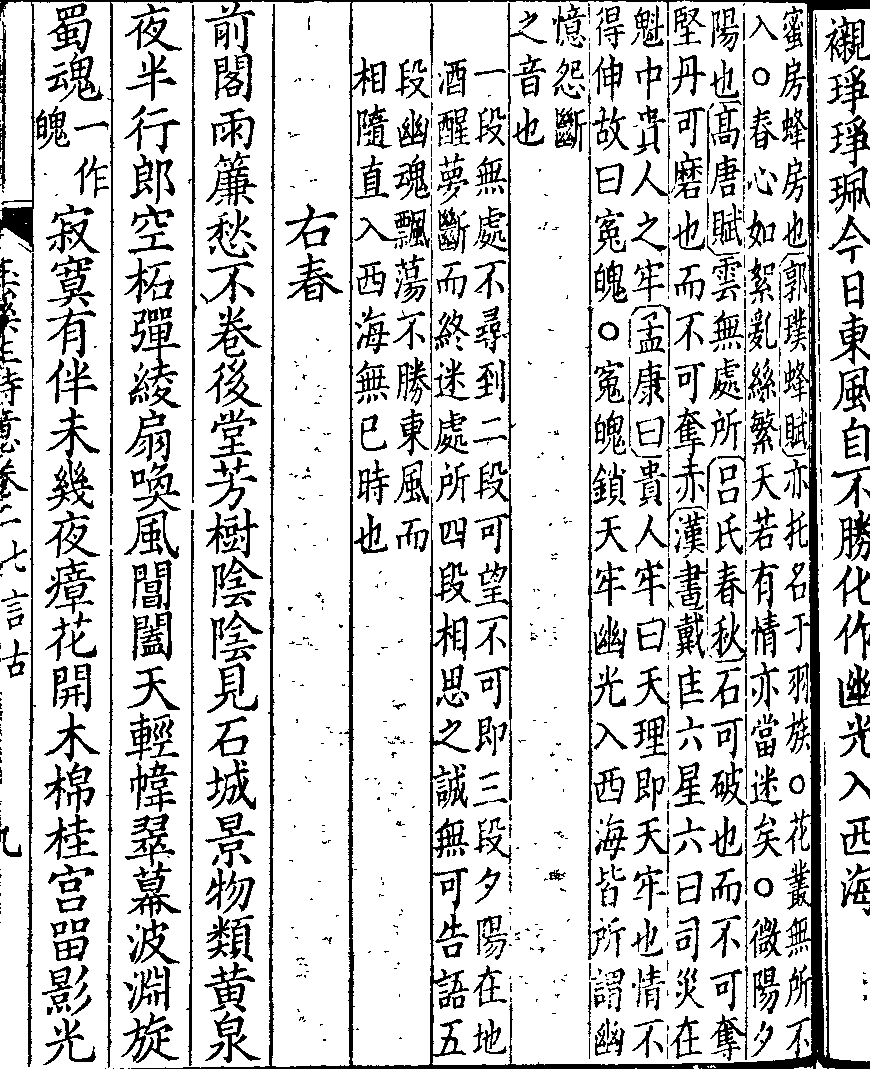 襯琤琤珮今日東風自不勝化作幽光入西海
蜜房蜂房也郭璞蜂賦亦托名于羽族○花叢無所不
入○春心如絮亂絲繁天若有情亦當迷矣○微陽夕
陽也高唐賦雲無處所呂氏春秋石可破也而不可奪
堅丹可磨也而不可奪赤漢書戴匡六星六曰司災在
魁中貴人之牢孟康曰貴人牢曰天理即天牢也情不
得伸故曰寃魄○寃魄鎖天牢幽光入西海皆所謂幽
憶怨斷
之音也
一段無處不尋到二段可望不可即三段夕陽在地
酒醒夢斷而終迷處所四段相思之誠無可告語五
段幽魂飄蕩不勝東風而
相隨直入西海無已時也
右春
前閣雨簾愁不卷後堂芳樹陰陰見石城景物類黄泉
夜半行郎空柘彈綾扇喚風閶闔天輕幃翠幕波淵旋
蜀魂一作魄寂寞有伴未幾夜瘴花開木棉桂宫畱影光
玉谿生詩意卷二七言古 九